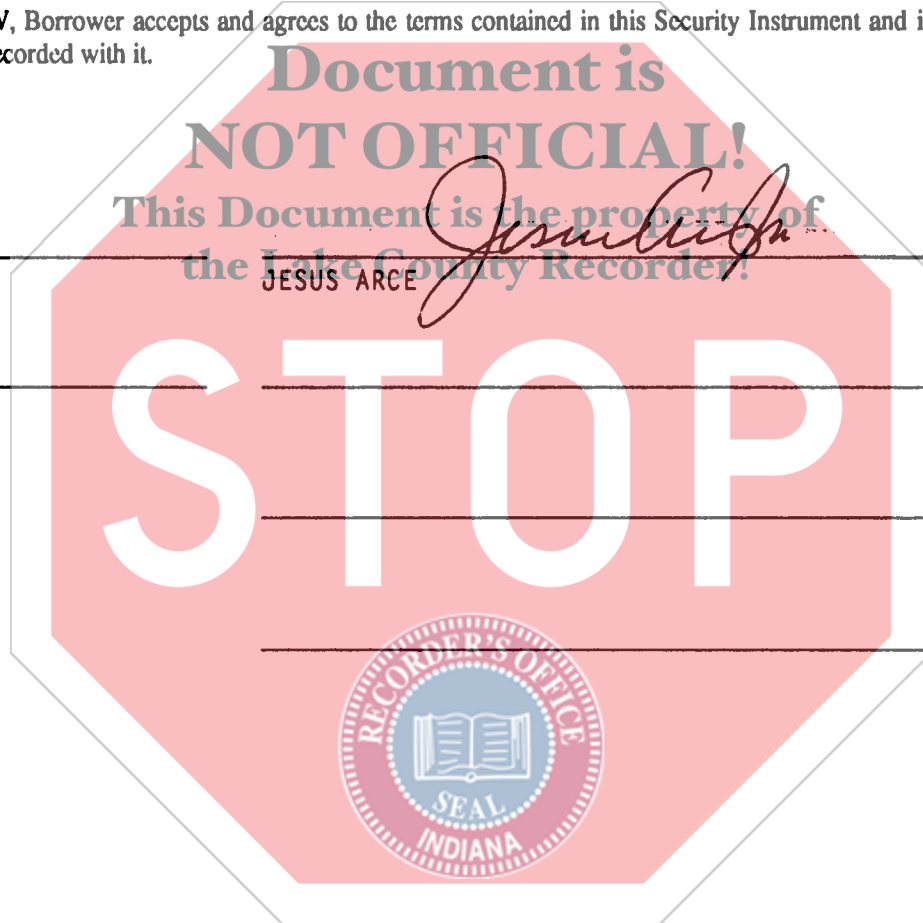 V, Borrower accepts and agrees to the terms contained in this Security Instrument and i
ecorded with it.
Document is
NOT OFFICIAL!
This Document is the property of
the Lake County Recorder!
JESUS ARCE
STOP
RECORDER'S OFFICE
SEAL
INDIANA